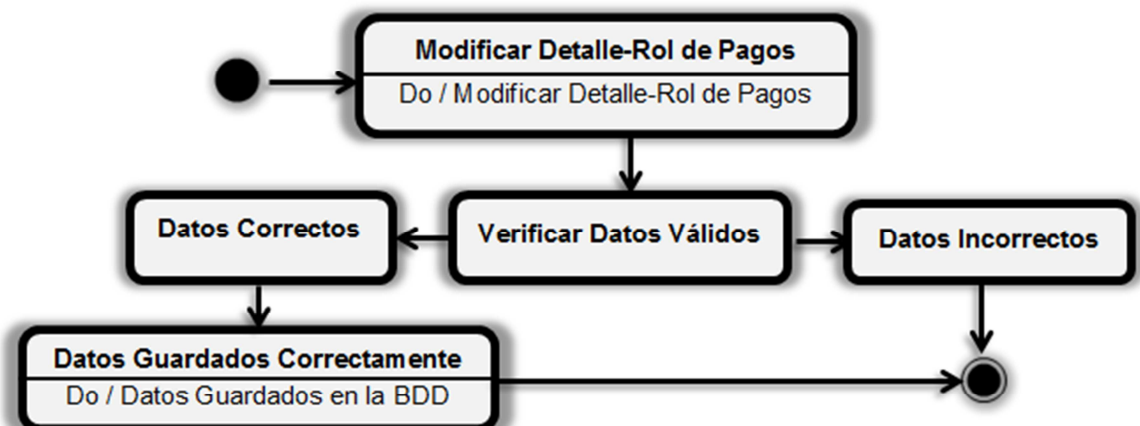 Modificar Detalle-Rol de Pagos
Do / Modificar Detalle-Rol de Pagos
Datos Correctos
Verificar Datos Válidos
Datos Incorrectos
Datos Guardados Correctamente
Do / Datos Guardados en la BDD